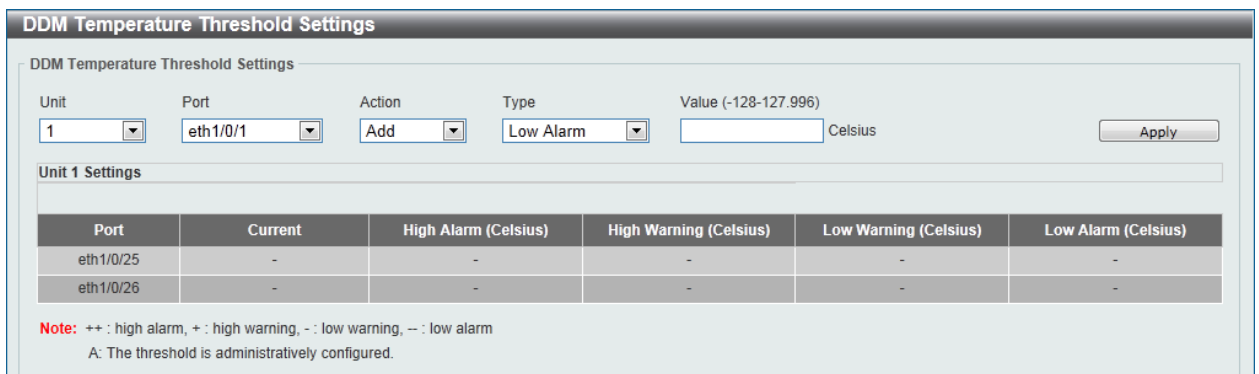 DDM Temperature Threshold Settings
DDM Temperature Threshold Settings
Unit Port Action Type Value (-128-127.996)
1 eth1/0/1 Add Low Alarm Celsius Apply
Unit 1 Settings
Port Current High Alarm (Celsius) High Warning (Celsius) Low Warning (Celsius) Low Alarm (Celsius)
eth1/0/25 - - - - -
eth1/0/26 - - - - -
Note: ++ : high alarm, + : high warning, - : low warning, -- : low alarm
A: The threshold is administratively configured.